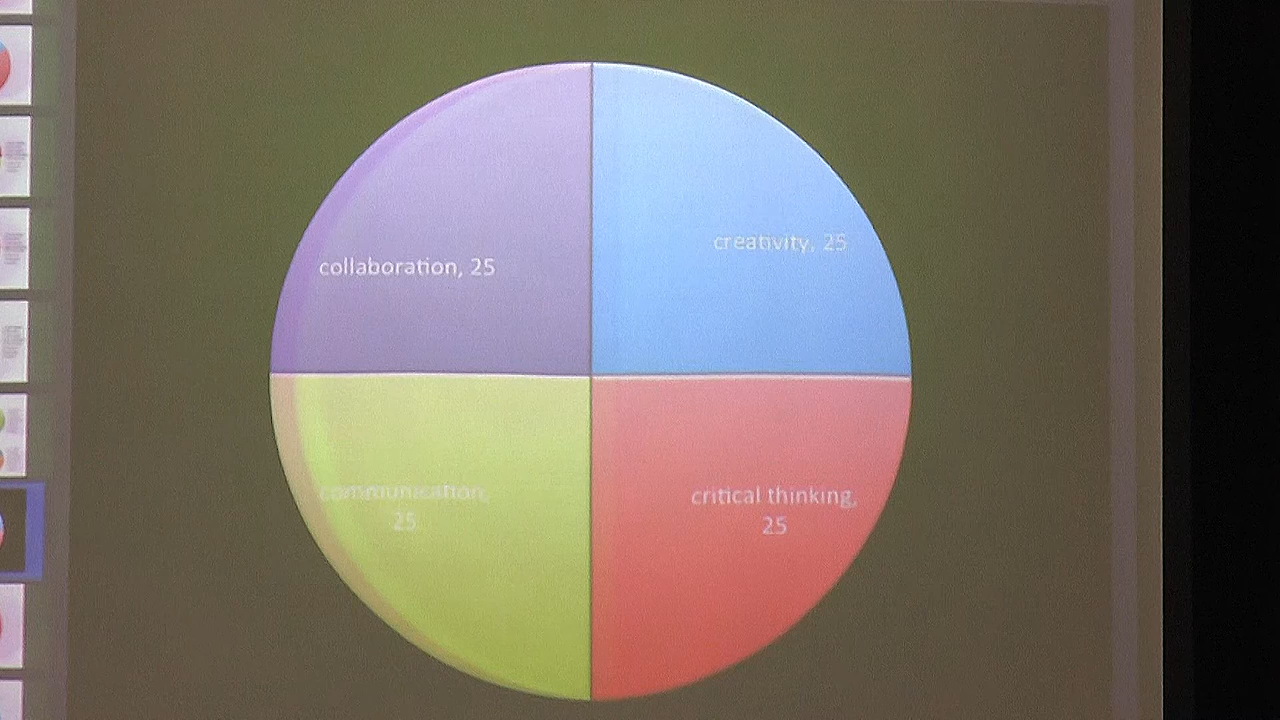 creativity, 25
collaboration, 25
communication,
25
critical thinking,
25